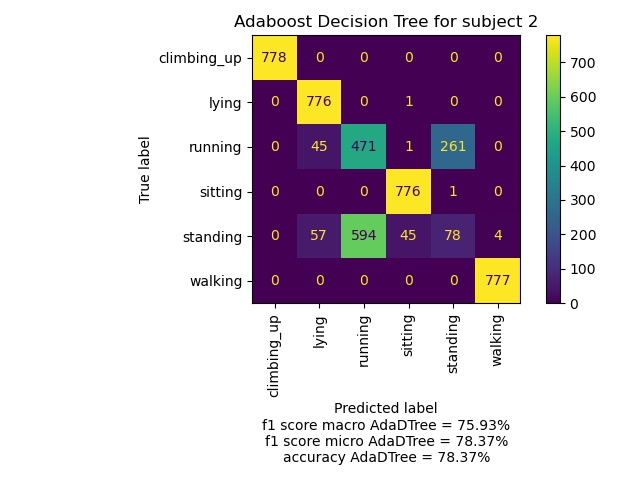 Adaboost Decision Tree for subject 2
climbing_up 778 0 0 0 0 0
lying 0 776 0 1 0 0
running 0 45 471 1 261 0
sitting 0 0 0 776 1 0
standing 0 57 594 45 78 4
walking 0 0 0 0 0 777
True label
climbing_up lying running sitting standing walking
700
600
500
400
300
200
100
0
Predicted label
f1 score macro AdaDTree = 75.93%
f1 score micro AdaDTree = 78.37%
accuracy AdaDTree = 78.37%